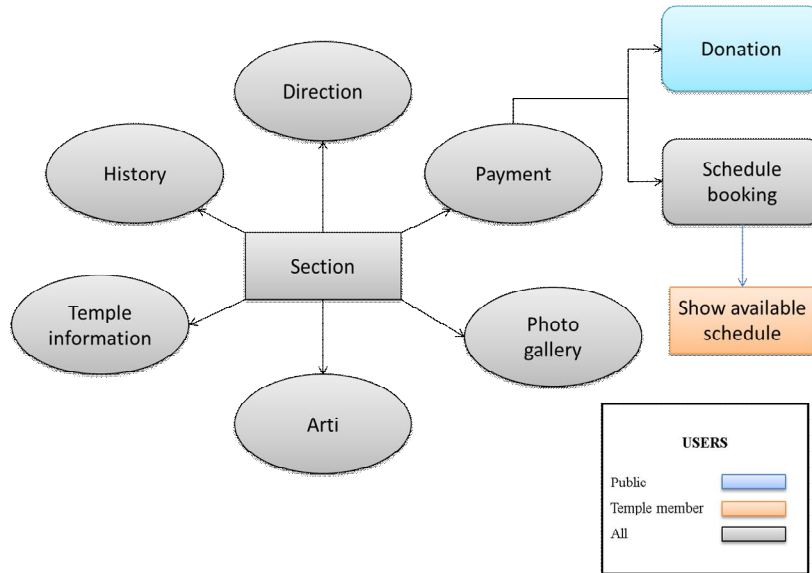 Donation
Direction
History
Payment
Schedule
booking
Section
Temple
information
Photo
gallery
Show available
schedule
Arti
USERS
Public
Temple member
All